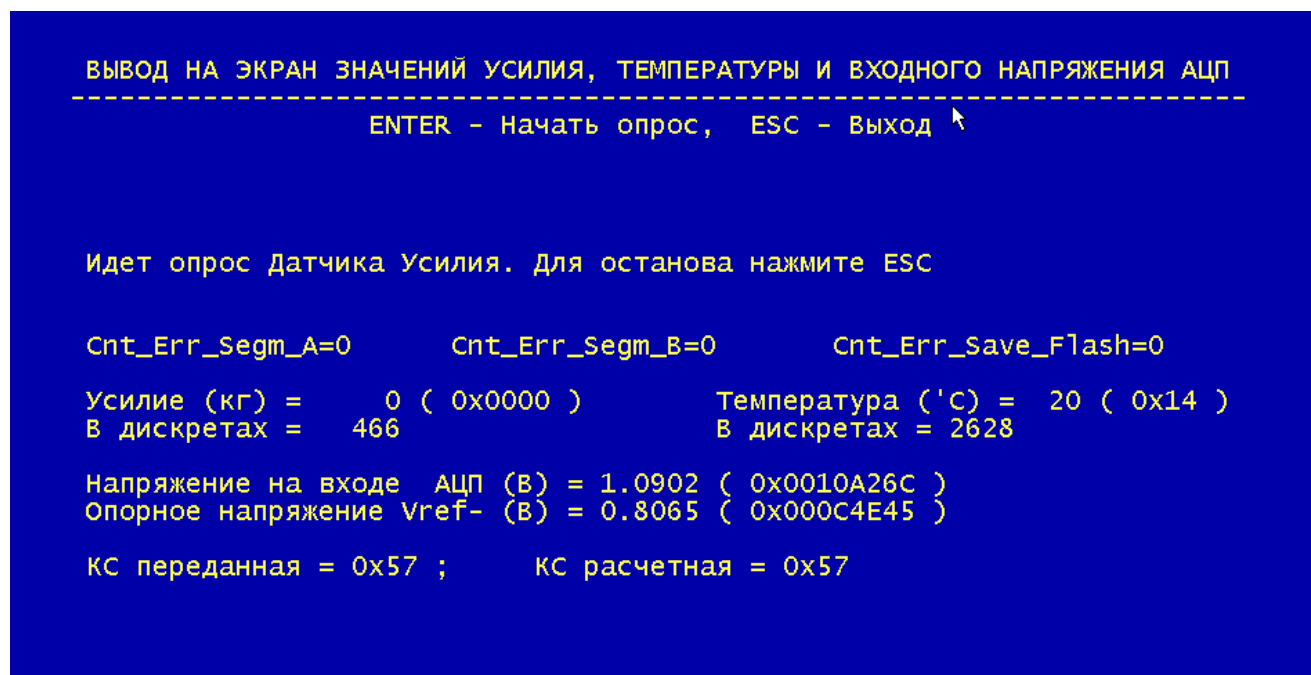 ВЫВОД НА ЭКРАН ЗНАЧЕНИЙ УСИЛИЯ, ТЕМПЕРАТУРЫ И ВХОДНОГО НАПРЯЖЕНИЯ АЦП
----------------------------------------------------------------------
ENTER - Начать опрос, ESC - Выход
Идет опрос Датчика Усилия. Для останова нажмите ESC
Cnt_Err_Segm_A=0 Cnt_Err_Segm_B=0 Cnt_Err_Save_Flash=0
Усилие (кг) = 0 ( 0x0000 ) Температура ('C) = 20 ( 0x14 )
В дискретах = 466 В дискретах = 2628
Напряжение на входе АЦП (В) = 1.0902 ( 0x0010A26C )
Опорное напряжение Vref- (В) = 0.8065 ( 0x000C4E45 )
КС переданная = 0x57 ; КС расчетная = 0x57